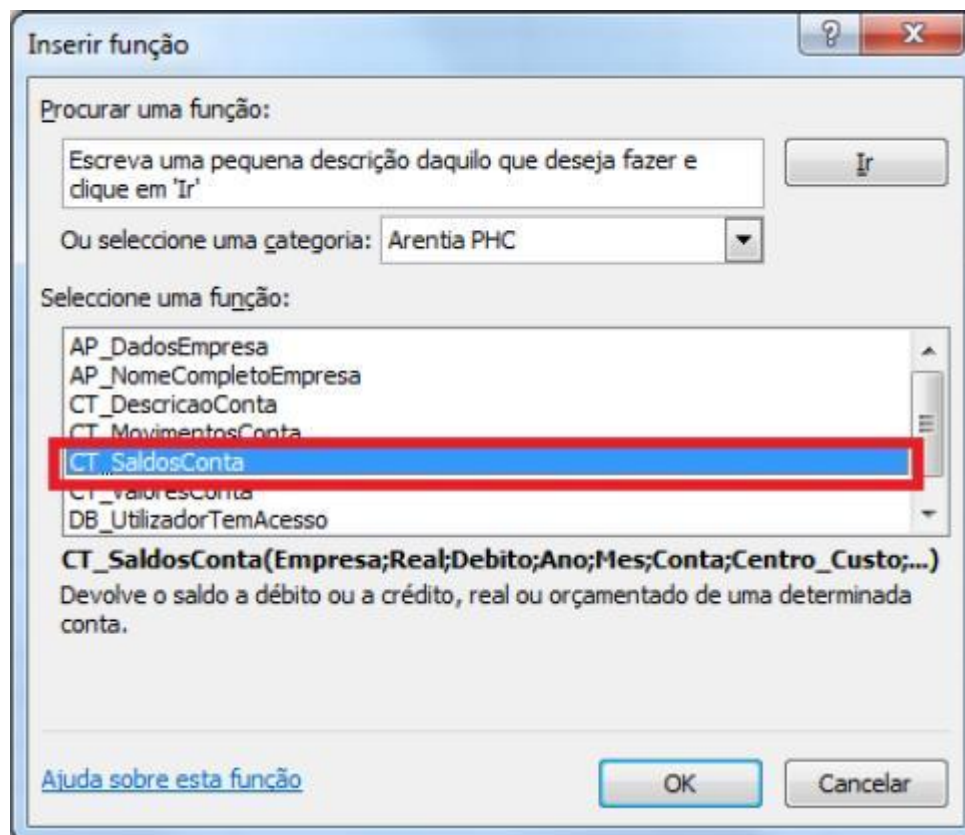 Inserir função
Procurar uma função:
Escreva uma pequena descrição daquilo que deseja fazer e
clique em 'Ir'
Ir
Ou seleccione uma categoria: Arentia PHC
Seleccione uma função:
AP_DadosEmpresa
AP_NomeCompletoEmpresa
CT_DescricaoConta
CT_MovimentosConta
CT_SaldosConta
CT_ValoresConta
DB_UtilizadorTemAcesso
CT_SaldosConta(Empresa;Real;Debito;Ano;Mes;Conta;Centro_Custo;...)
Devolve o saldo a débito ou a crédito, real ou orçamentado de uma determinada
conta.
Ajuda sobre esta função
OK
Cancelar